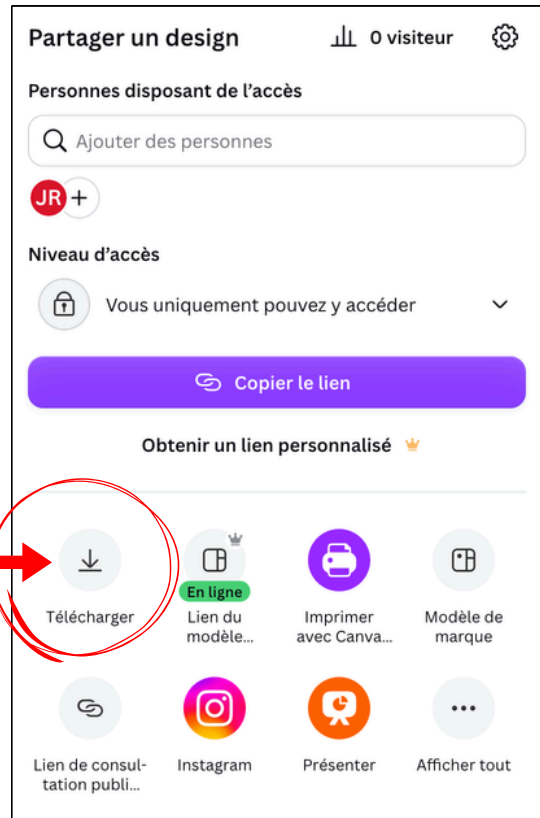 Partager un design
0 visiteur
Personnes disposant de l’accès
Ajouter des personnes
JR +
Niveau d’accès
Vous uniquement pouvez y accéder
Copier le lien
Obtenir un lien personnalisé
En ligne
Télécharger
Lien du
modèle...
Imprimer
avec Canva...
Modèle de
marque
Lien de consul-
tation publi...
Instagram
Présenter
Afficher tout